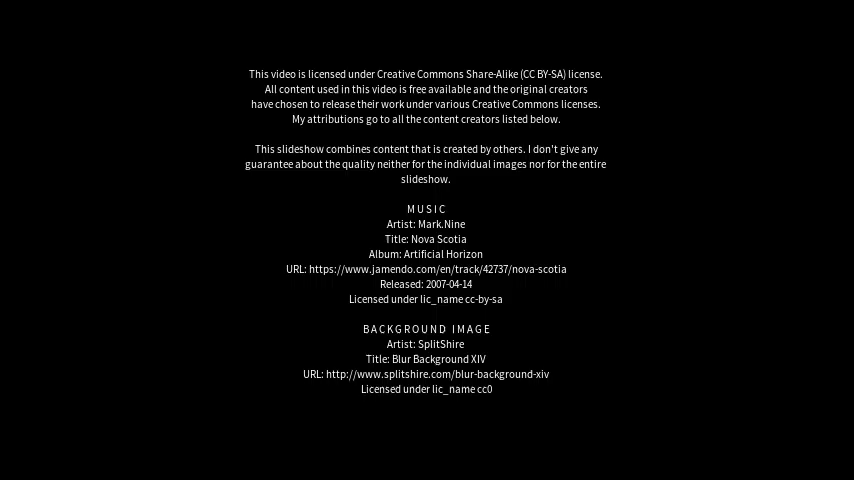 This video is licensed under Creative Commons Share-Alike (CC BY-SA) license.
All content used in this video is free available and the original creators
have chosen to release their work under various Creative Commons licenses.
My attributions go to all the content creators listed below.
This slideshow combines content that is created by others. I don't give any
guarantee about the quality neither for the individual images nor for the entire
slideshow.
MUSIC
Artist: Mark.Nine
Title: Nova Scotia
Album: Artificial Horizon
URL: https://www.jamendo.com/en/track/42737/nova-scotia
Released: 2007-04-14
Licensed under lic_name cc-by-sa
BACKGROUND IMAGE
Artist: SplitShire
Title: Blur Background XIV
URL: http://www.splitshire.com/blur-background-xiv
Licensed under lic_name cc0